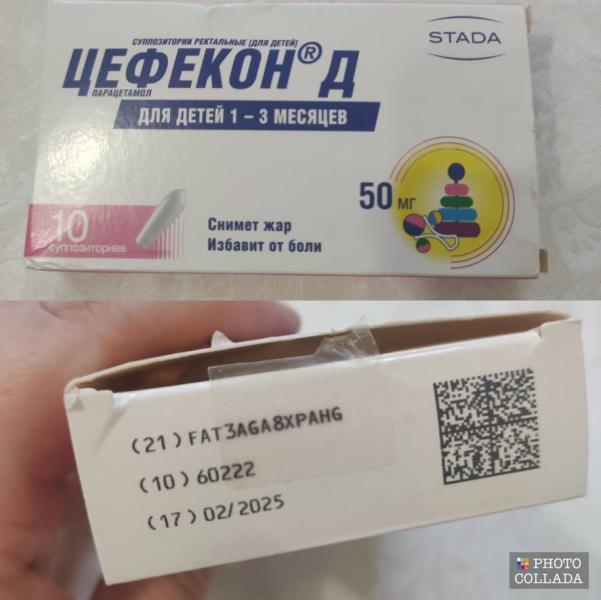 СУППОЗИТОРИИ РЕКТАЛЬНЫЕ (ДЛЯ ДЕТЕЙ)
STADA
ЦЕФЕКОН® Д
ПАРАЦЕТАМОЛ
ДЛЯ ДЕТЕЙ 1 – 3 МЕСЯЦЕВ
50 мг
10
суппозиториев
Снимет жар
Избавит от боли
(21) FAT3AGA8XPAHG
(10) 60222
(17) 02/2025
PHOTO
COLLADA